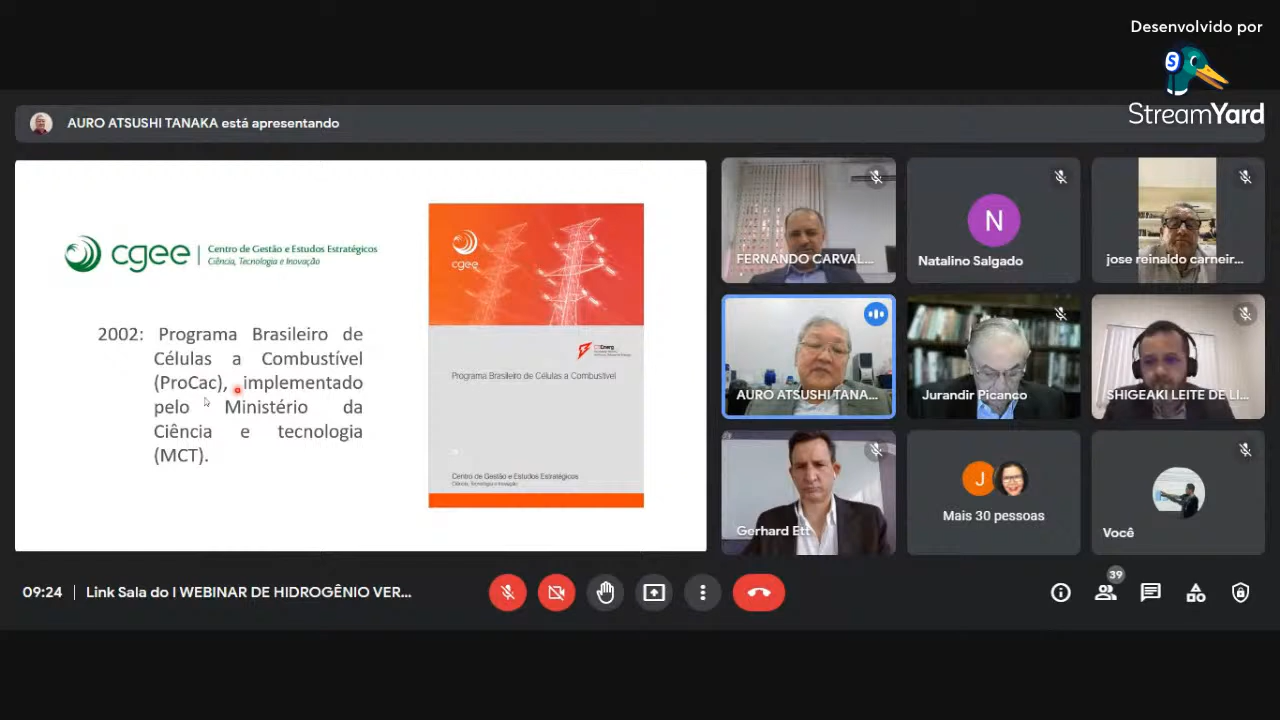 Desenvolvido por
StreamYard
AURO ATSUSHI TANAKA está apresentando
cgee
Centro de Gestão e Estudos Estratégicos
Ciência, Tecnologia e Inovação
2002: Programa Brasileiro de
Células a Combustível
(ProCac), implementado
pelo Ministério da
Ciência e tecnologia
(MCT).
cgee
Programa Brasileiro de Células a Combustível
Centro de Gestão e Estudos Estratégicos
Ciência, Tecnologia e Inovação
FERNANDO CARVAL...
N
Natalino Salgado
jose reinaldo carneir...
AURO ATSUSHI TANA...
Jurandir Picanço
SHIGEAKI LEITE DE LI...
Gerhard Ett
J
Mais 30 pessoas
Você
09:24
Link Sala do I WEBINAR DE HIDROGÊNIO VER...
39